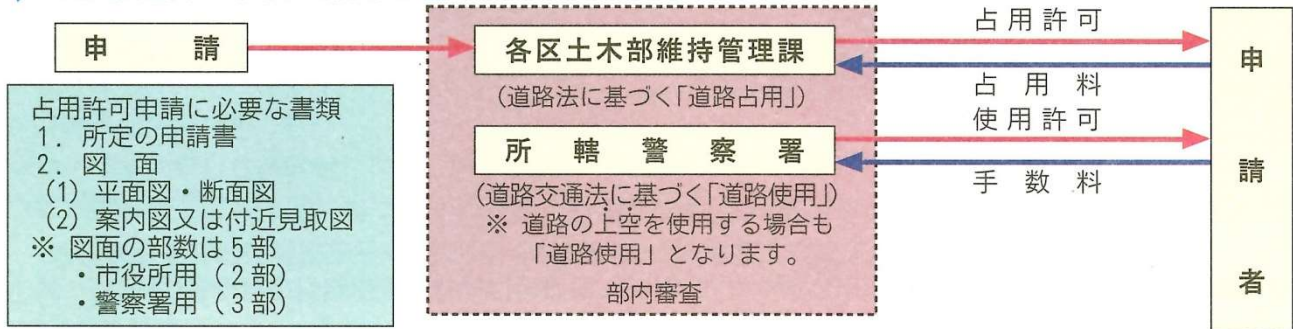 申請
占用許可申請に必要な書類
1．所定の申請書
2．図　面
(1) 平面図・断面図
(2) 案内図又は付近見取図
※ 図面の部数は5部
・市役所用（2部）
・警察署用（3部）
各区土木部維持管理課
(道路法に基づく「道路占用」)
所轄警察署
(道路交通法に基づく「道路使用」)
※ 道路の上空を使用する場合も
「道路使用」となります。
部内審査
占用許可
占用料
使用許可
手数料
申請者